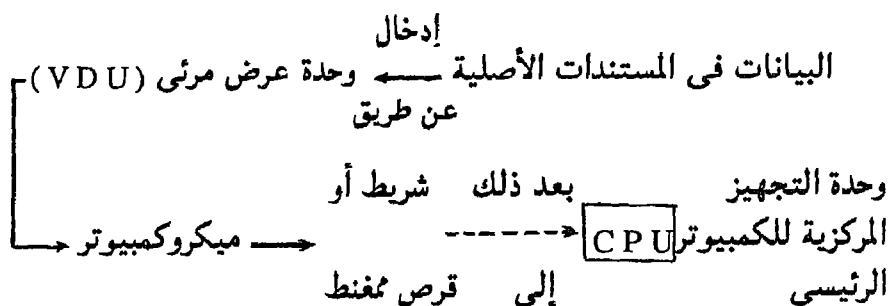 إدخال
البيانات فى المستندات الأصلية ← وحدة عرض مرئى (VDU)
عن طريق
وحدة التجهيز بعد ذلك شريط أو
المركزية للكمبيوتر CPU ميكروكمبيوتر
الرئيسي إلى قرص ممغنط